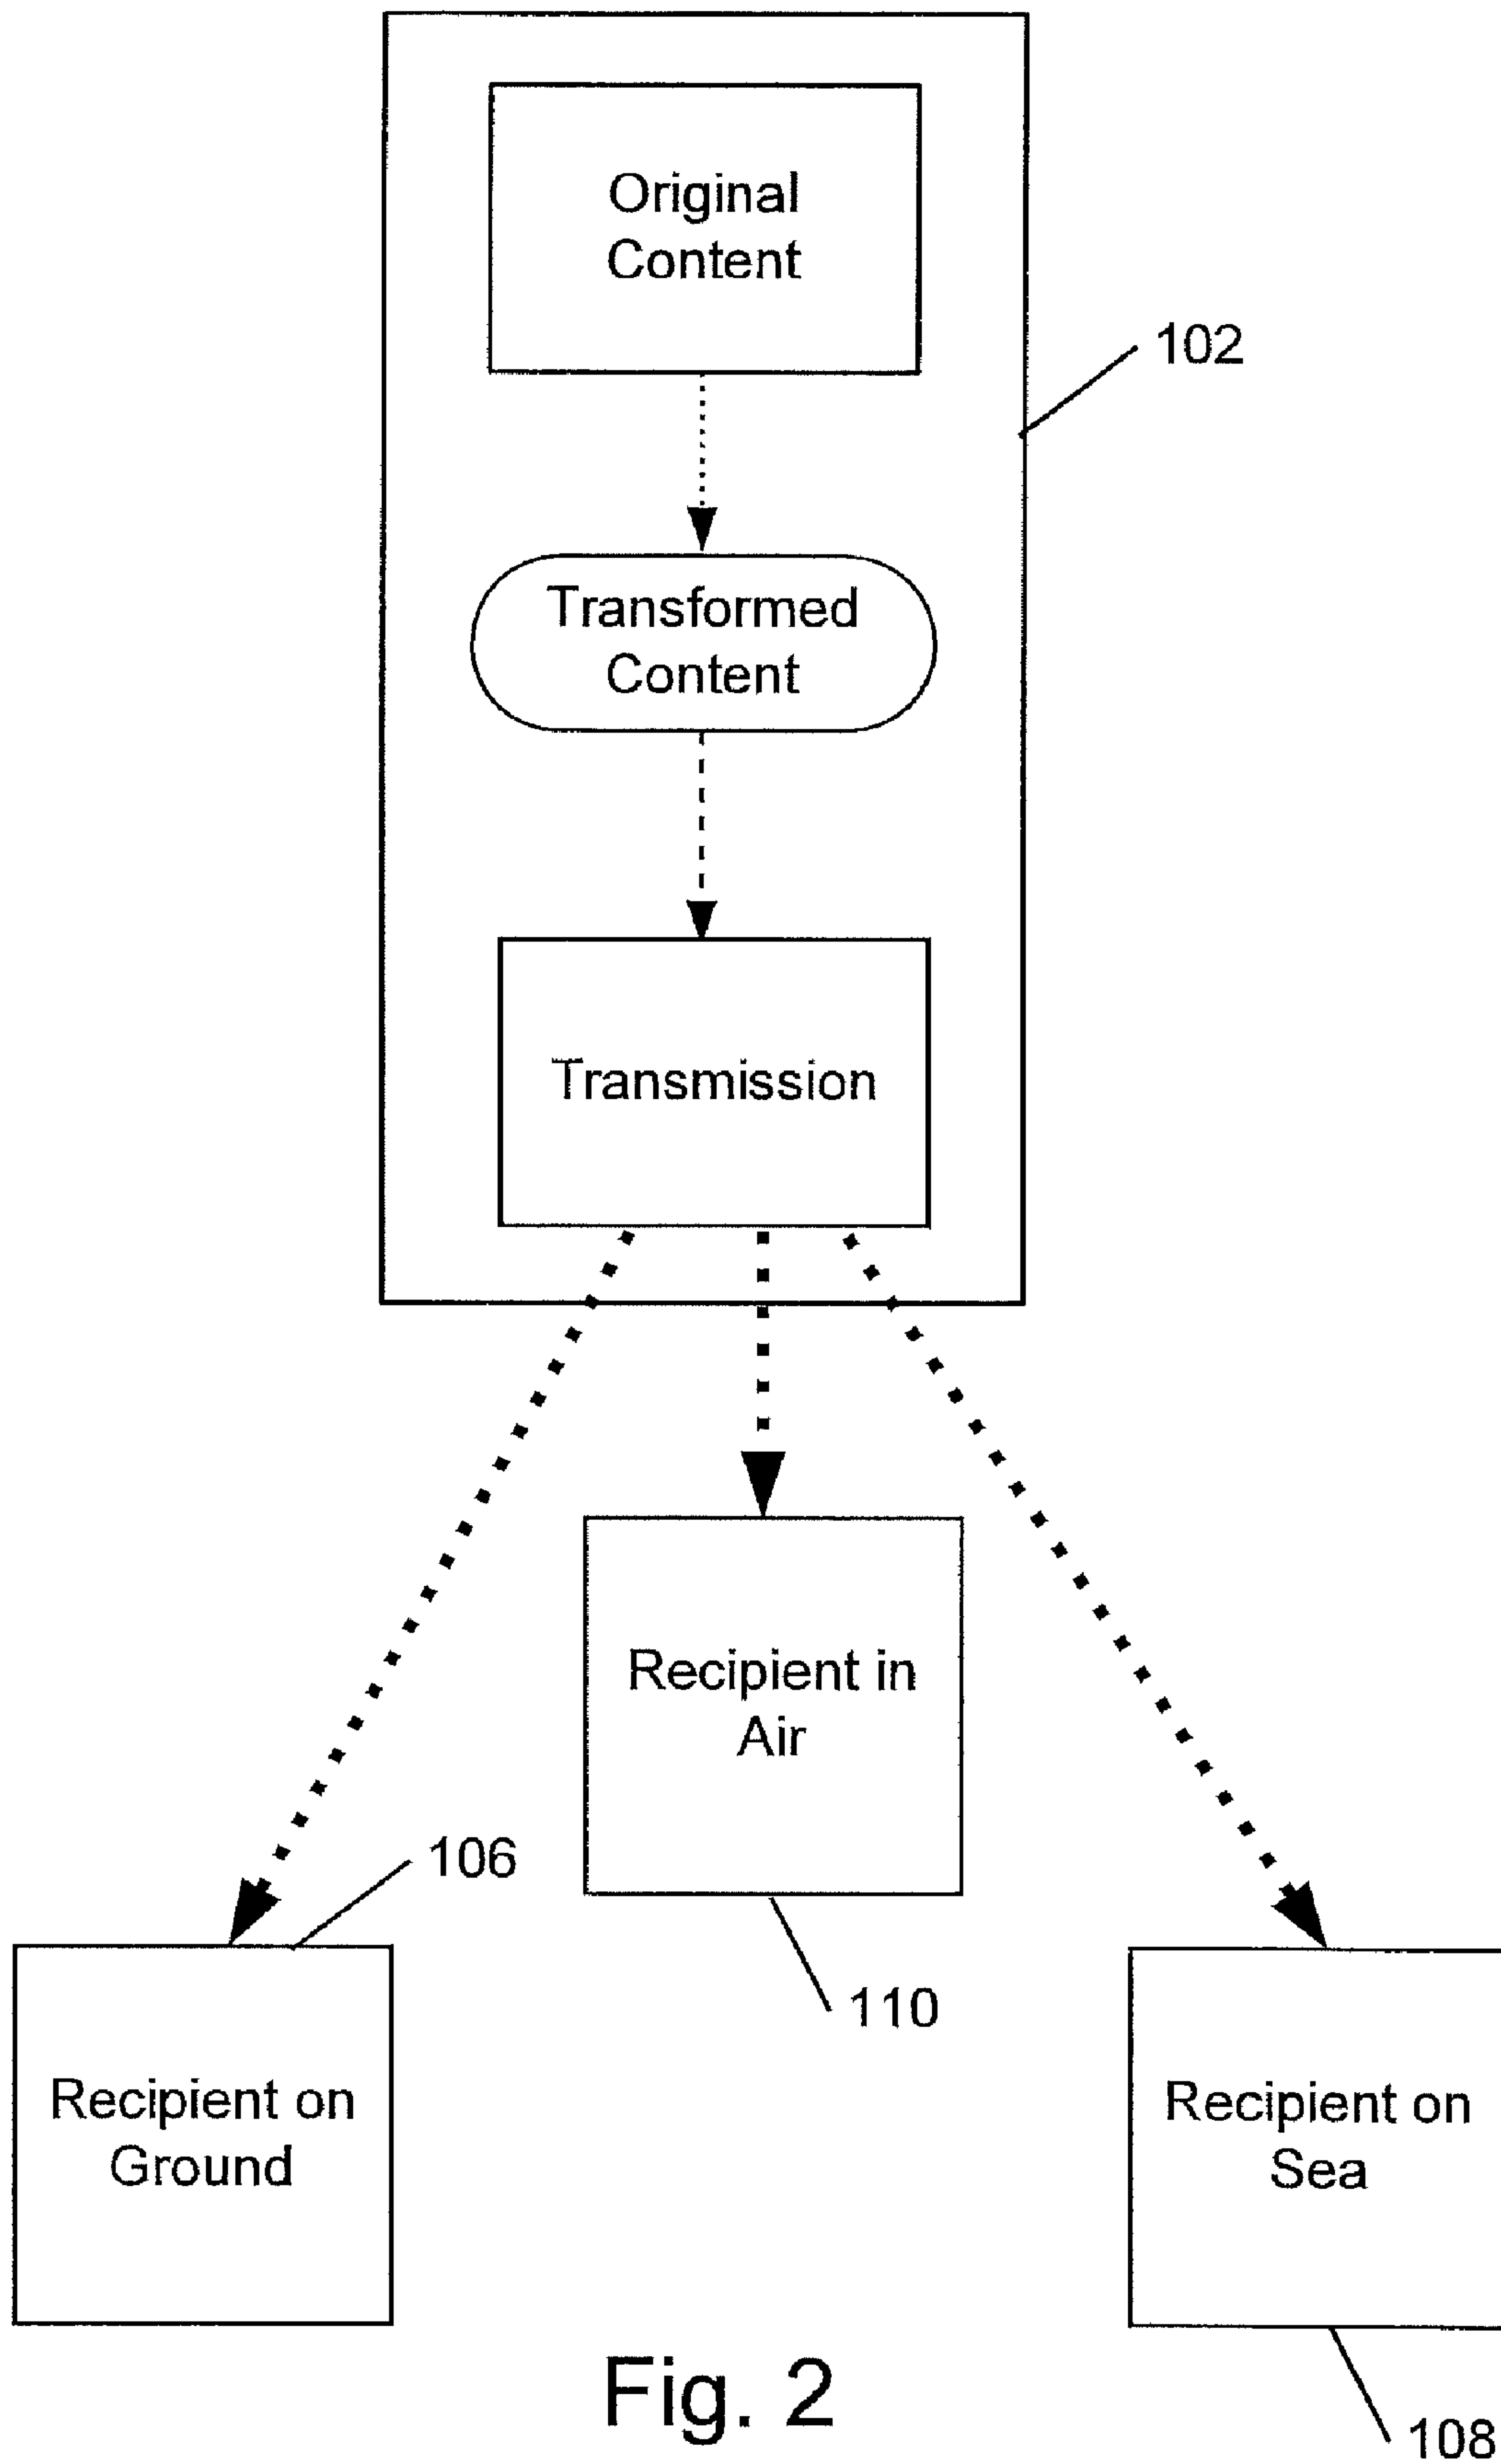 Original
Content
102
Transformed
Content
Transmission
Recipient in
Air
106
110
Recipient on
Ground
Recipient on
Sea
Fig. 2
108